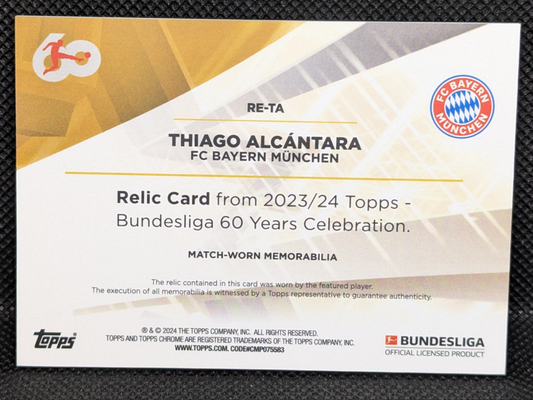 60
RE-TA
FC BAYERN
MÜNCHEN
THIAGO ALCÁNTARA
FC BAYERN MÜNCHEN
Relic Card from 2023/24 Topps -
Bundesliga 60 Years Celebration.
MATCH-WORN MEMORABILIA
The relic contained in this card was worn by the featured player.
The execution of all memorabilia is witnessed by a Topps representative to guarantee authenticity.
® & © 2024 THE TOPPS COMPANY, INC. ALL RIGHTS RESERVED.
TOPPS AND TOPPS CHROME ARE REGISTERED TRADEMARKS OF THE TOPPS COMPANY, INC.
WWW.TOPPS.COM. CODE#CMP075583
Topps
BUNDESLIGA
OFFICIAL LICENSED PRODUCT